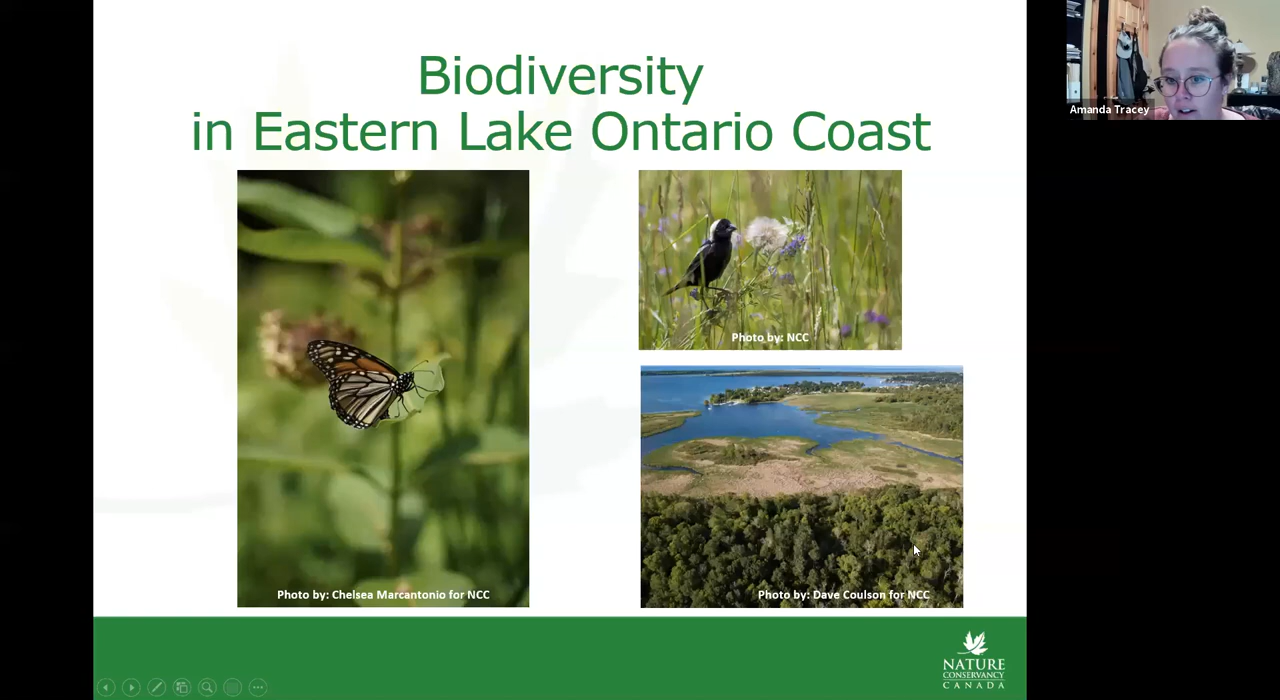 Biodiversity
in Eastern Lake Ontario Coast
Amanda Tracey
Photo by: NCC
Photo by: Chelsea Marcantonio for NCC
Photo by: Dave Coulson for NCC
NATURE
CONSERVANCY
CANADA